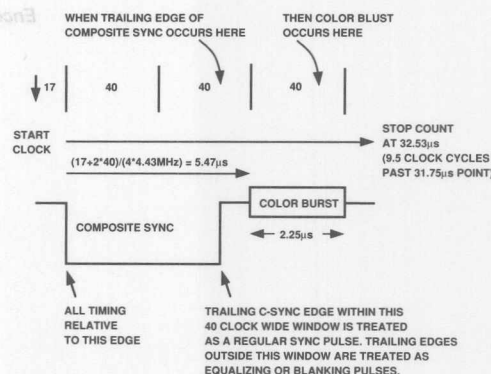 WHEN TRAILING EDGE OF
COMPOSITE SYNC OCCURS HERE
THEN COLOR BLUST
OCCURS HERE
17
40
40
40
START
CLOCK
STOP COUNT
AT 32.53μs
(9.5 CLOCK CYCLES
PAST 31.75μs POINT)
(17+2*40)/(4*4.43MHz) = 5.47μs
COMPOSITE SYNC
COLOR BURST
2.25μs
ALL TIMING
RELATIVE
TO THIS EDGE
TRAILING C-SYNC EDGE WITHIN THIS
40 CLOCK WIDE WINDOW IS TREATED
AS A REGULAR SYNC PULSE. TRAILING EDGES
OUTSIDE THIS WINDOW ARE TREATED AS
EQUALIZING OR BLANKING PULSES.